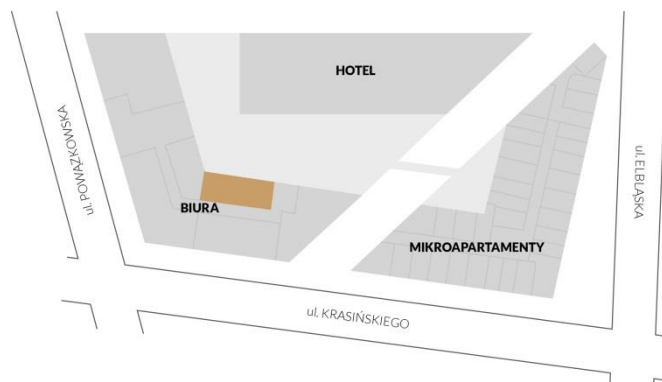 HOTEL
ul. POWĄZKOWSKA
ul. ELBLĄSKA
BIURA
MIKROAPARTAMENTY
ul. KRASIŃSKIEGO